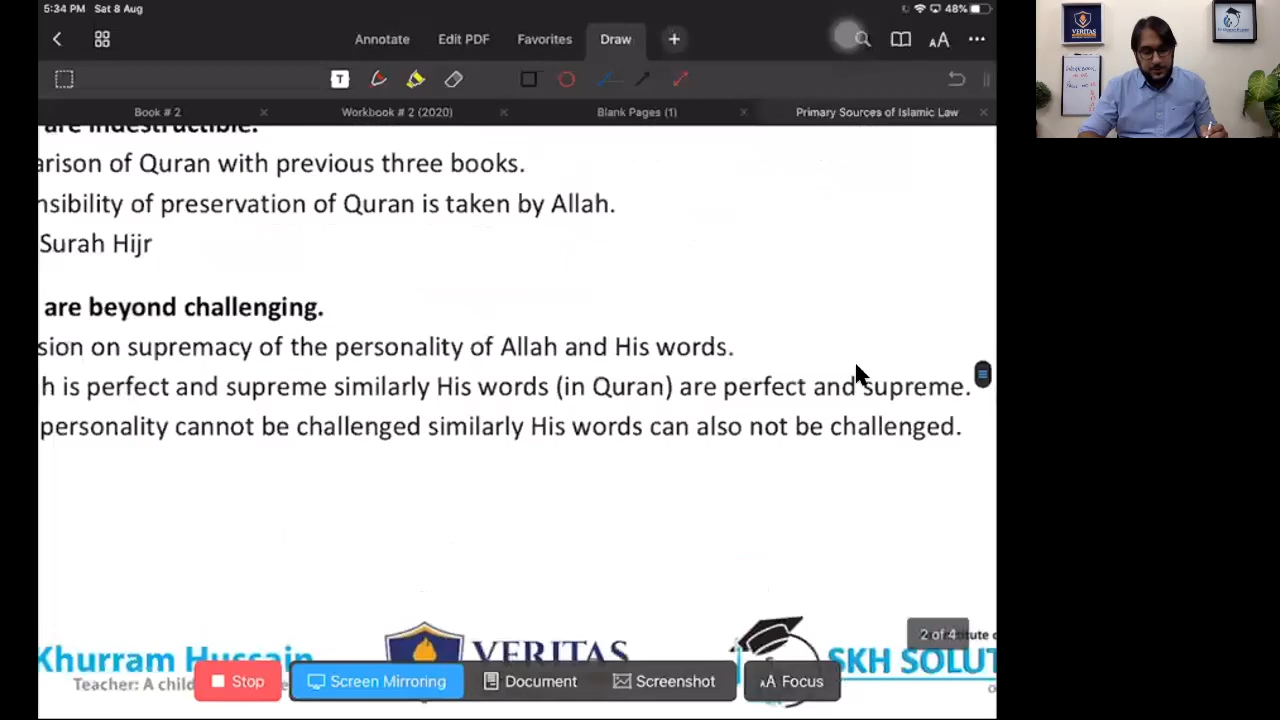 5:34 PM Sat 8 Aug 48%
Annotate Edit PDF Favorites Draw AA
T
Book # 2 Workbook # 2 (2020) Blank Pages (1) Primary Sources of Islamic Law
are indestructible.
arison of Quran with previous three books.
nsibility of preservation of Quran is taken by Allah.
Surah Hijr
are beyond challenging.
sion on supremacy of the personality of Allah and His words.
h is perfect and supreme similarly His words (in Quran) are perfect and supreme.
personality cannot be challenged similarly His words can also not be challenged.
2 of 4
Khurram Hussain VERITAS SKH SOLUT
Teacher: A child
Stop Screen Mirroring Document Screenshot AA Focus
VERITAS